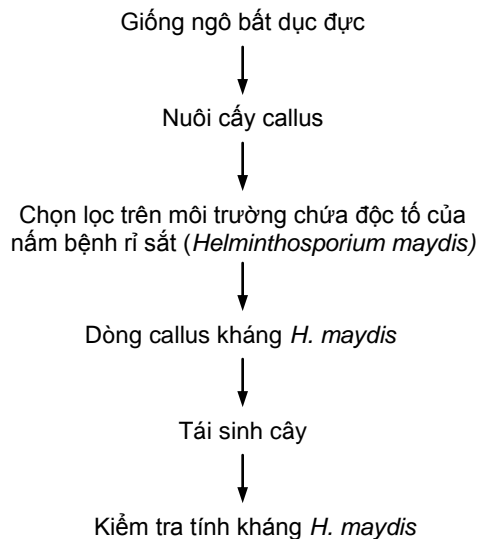 Giống ngô bất dục đực
Nuôi cấy callus
Chọn lọc trên môi trường chứa độc tố của
nấm bệnh rỉ sắt (Helminthosporium maydis)
Dòng callus kháng H. maydis
Tái sinh cây
Kiểm tra tính kháng H. maydis